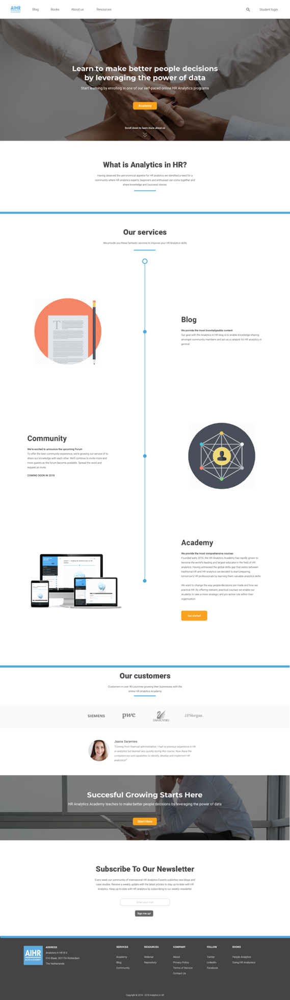 AIHR
BLOG & ACADEMY
Blog
Books
About us
Resources
Student login
Learn to make better people decisions
by leveraging the power of data
Start learning by enrolling in one of our self-paced online HR Analytics programs
Academy
Scroll down to learn more about us
What is Analytics in HR?
Having observed the astronomical appetite for HR analytics we identified a need for a
community where HR analytics experts, beginners and enthusiast can come together and
share knowledge and (success) stories.
Our services
We provide you these fantastic services to improve your HR Analytics skills
T
Blog
We provide the most knowledgeable content
Our goal with the Analytics in HR blog is to enable knowledge sharing
amongst community members and act as a catalyst for HR analytics in
general.
Community
We're excited to announce the upcoming Forum
To offer the best community experience, we're growing our service of to
share our knowledge with each other. We'll continue to invite more and
more guests as the forum become available. Spread the word and
request an invite.
COMING SOON IN 2018
Academy
We provide the most comprehensive courses
Founded early 2016, the HR Analytics Academy has rapidly grown to
become the world's leading and largest educator in the field of HR
analytics. Having witnessed the global skills gap that exists between
traditional HR and HR analytics we decided to start preparing
tomorrow's HR professionals by learning them valuable analytics skills.
We want to change the way people decisions are made and how we
practice HR. By offering relevant, practical courses we enable our
students to take a more strategic and pro-active role within their
organization
Get started
Our customers
Customers in over 90 countries growing their businesses with the
online HR Analytics Academy
SIEMENS
pwc
SWAROVSKI
J.P.Morgan
Jaana Saramies
"Coming from financial administration, I had no previous experience in HR
or analytics but learned very quickly during this course. Now I have the
competences and capabilities to identify, develop and implement HR
analystics!"
Succesful Growing Starts Here
HR Analytics Academy teaches to make better people decisions by leveraging the power of data
Start Here
Subscribe To Our Newsletter
Every week our community of international HR Analytics Experts publishes new blogs and
case studies. Receive a weekly update with the latest articles to stay up-to-date with HR
Analytics. Keep up-to-date with HR analytics by subscribing to our weekly newsletter.
Enter your mail
Sign me up!
AIHR
BLOG & ACADEMY
ADDRESS
Analytics in HR B.V.
516 Blaak, 3011TA Rotterdam
The Netherlands
SERVICES
Academy
Blog
Community
RESOURCES
Webinar
Repository
COMPANY
About
Privacy Policy
Terms of Service
Contact Us
FOLLOW
Twitter
LinkedIn
Facebook
BOOKS
People Analytics
Doing HR Analystics
Copyright © 2016 - 2018 Analytics in HR